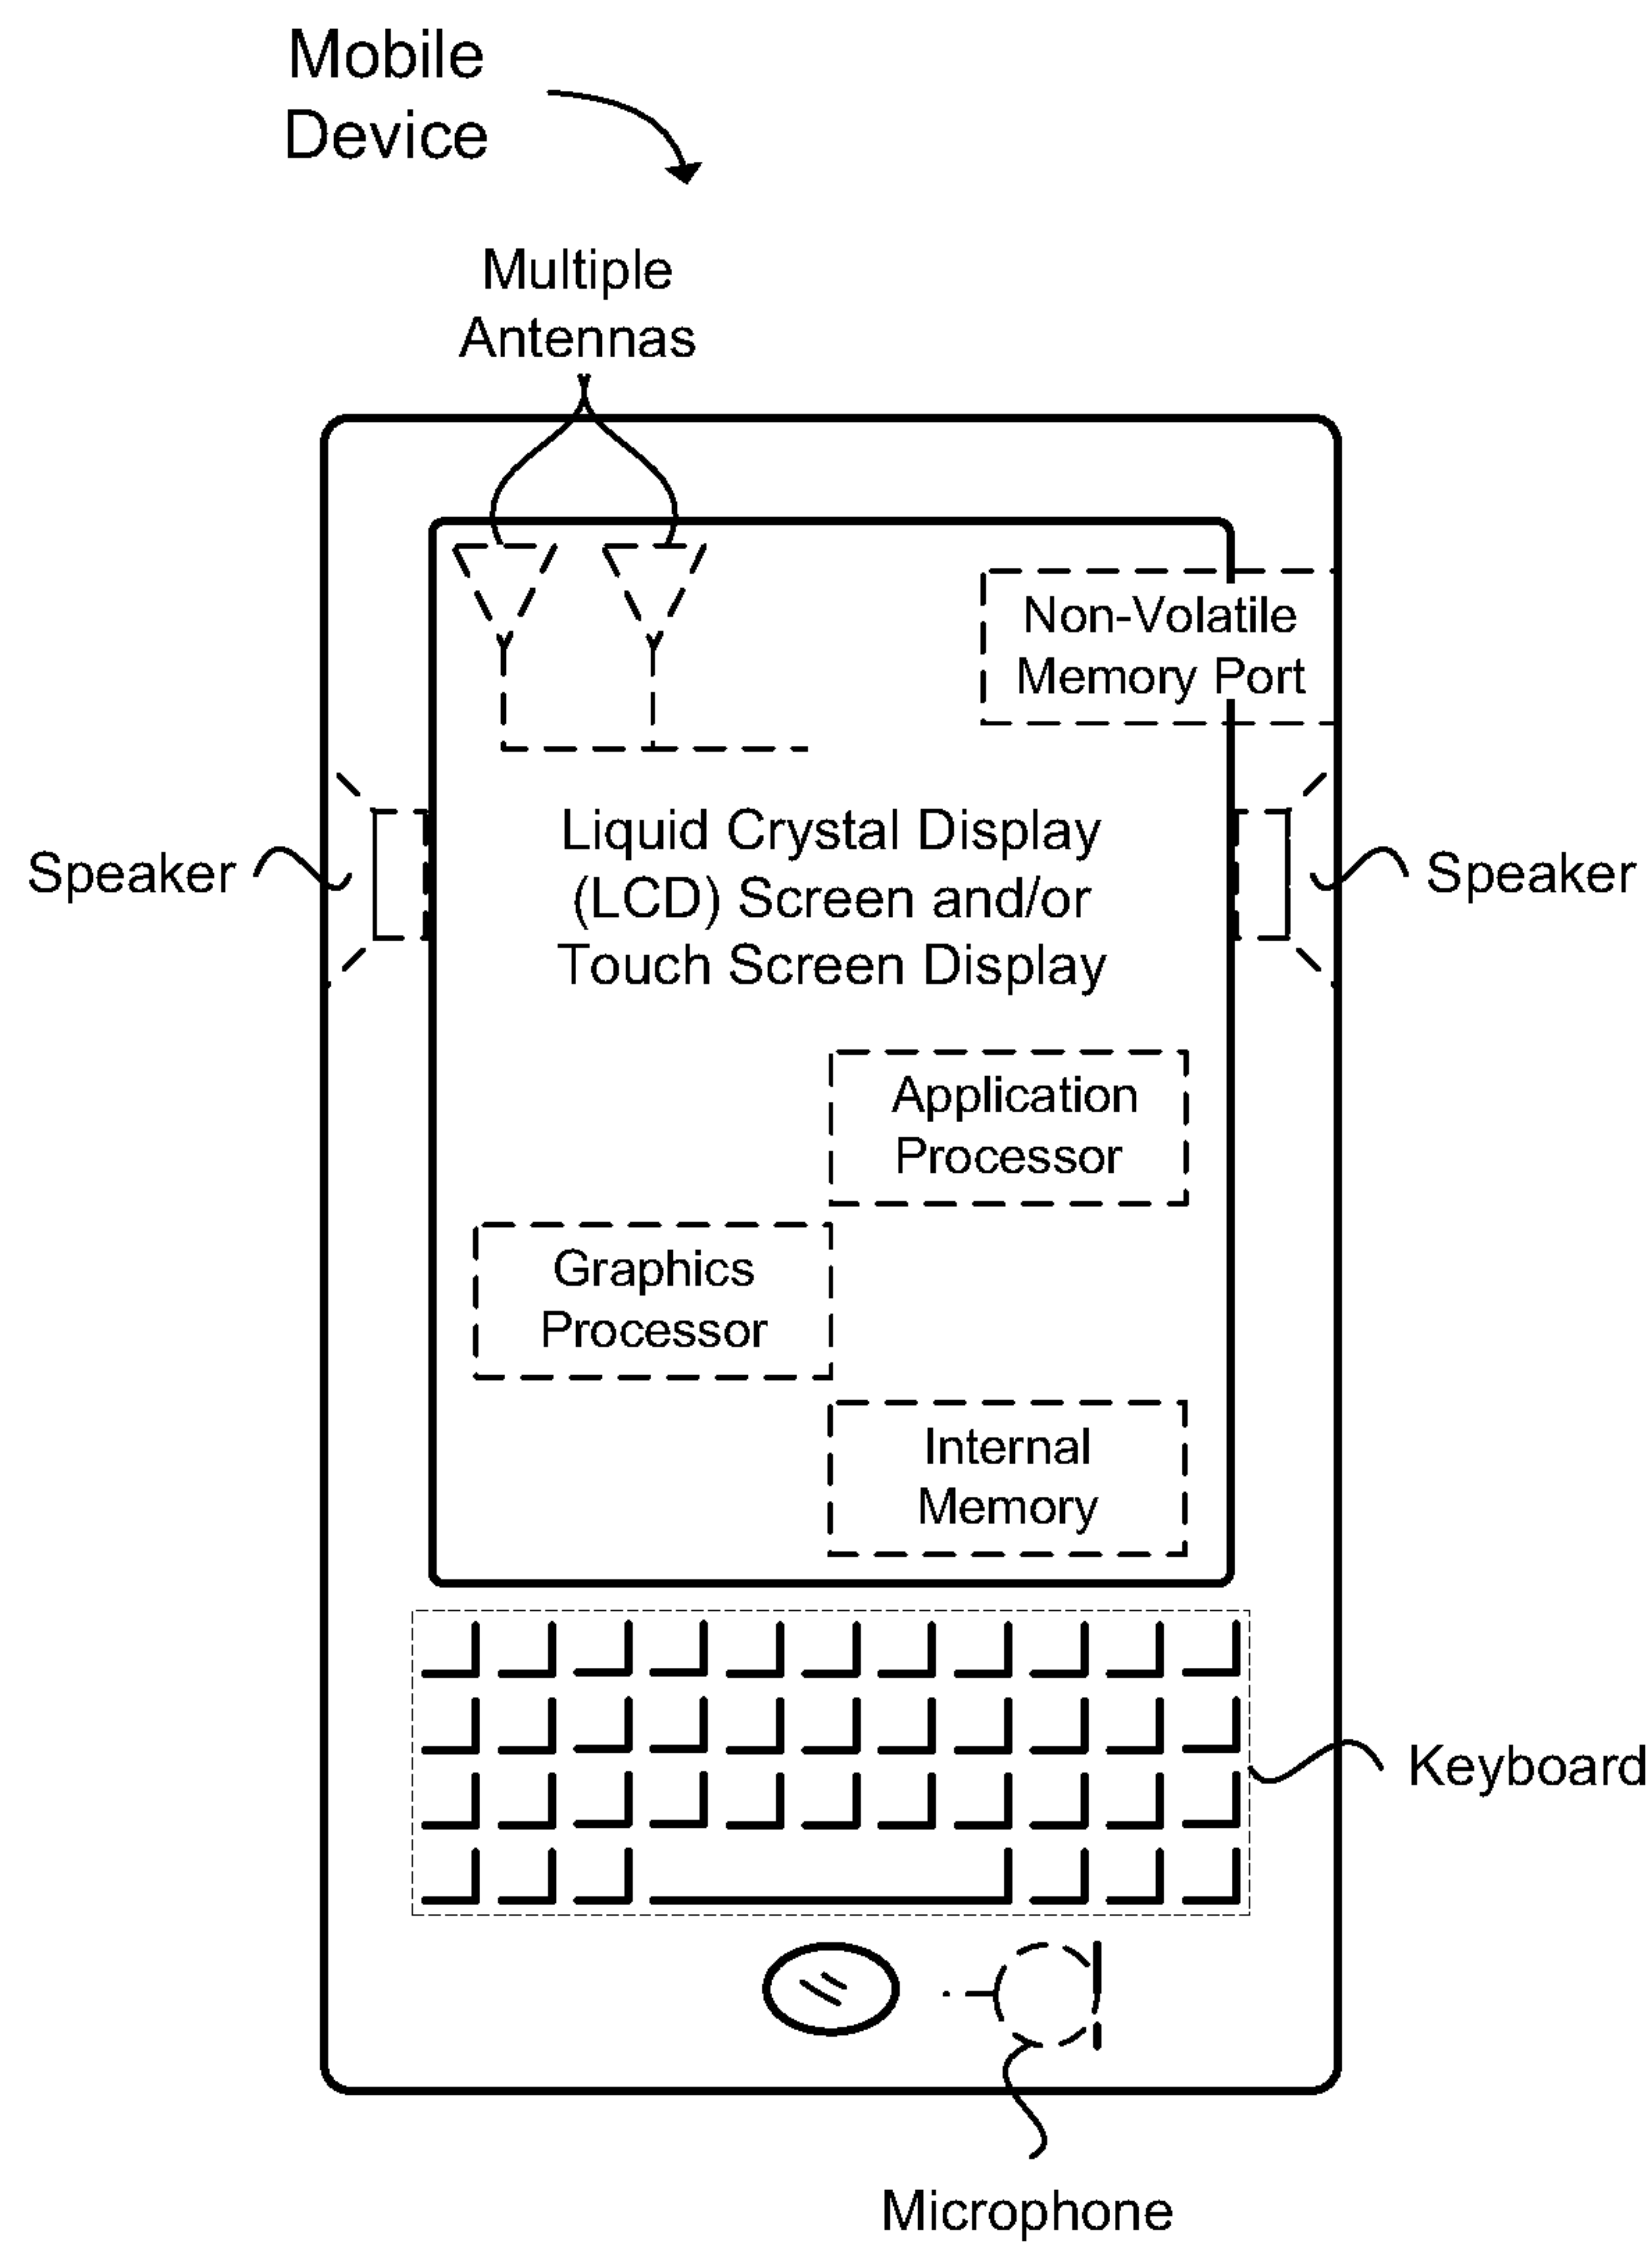 Mobile
Device
Multiple
Antennas
Non-Volatile
Memory Port
Liquid Crystal Display
(LCD) Screen and/or
Touch Screen Display
Speaker
Speaker
Application
Processor
Graphics
Processor
Internal
Memory
Keyboard
Microphone